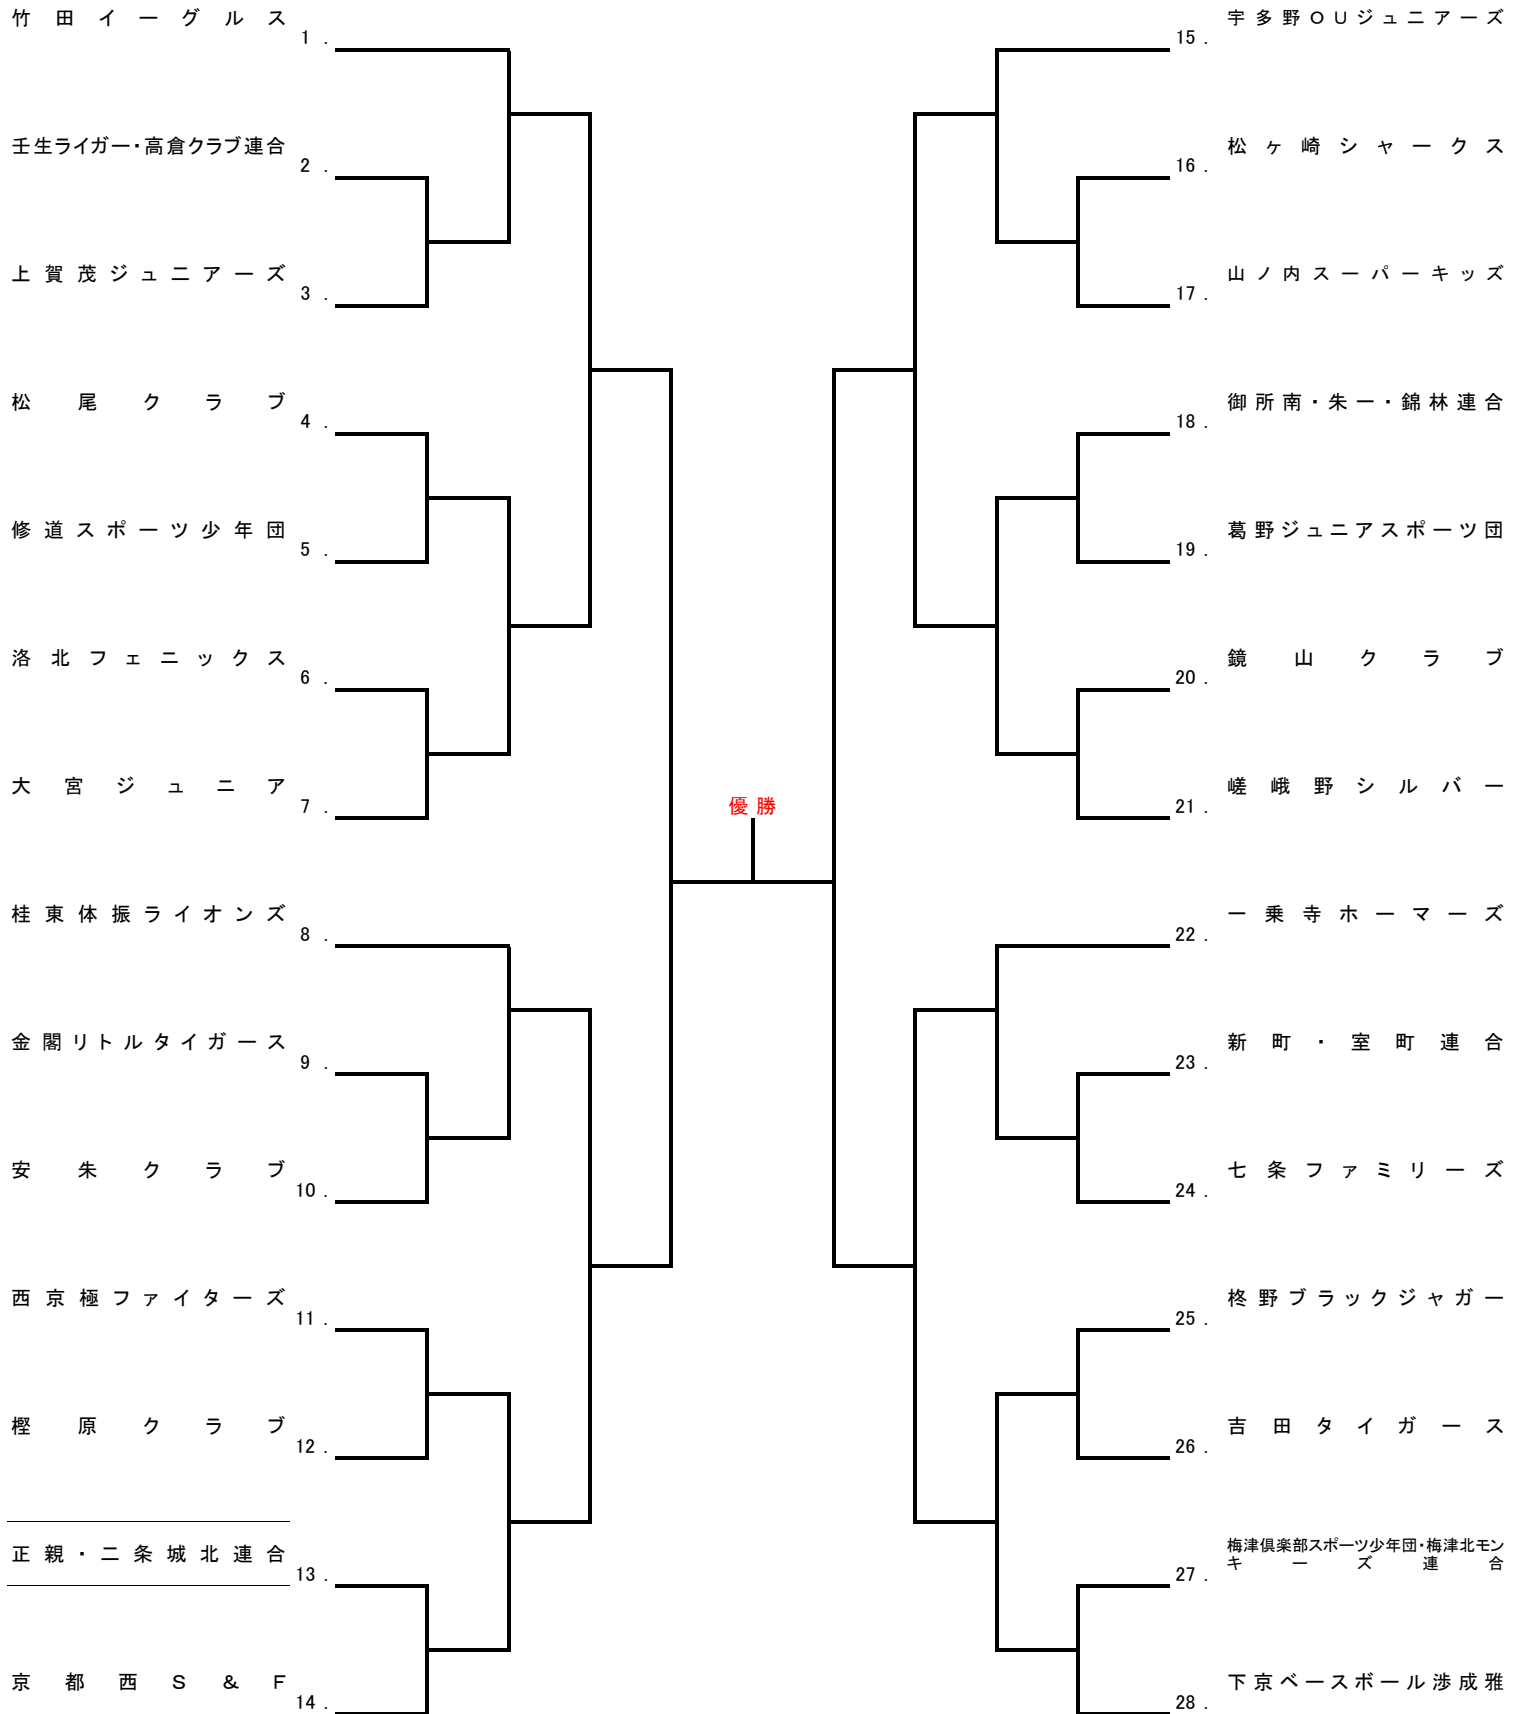 竹田イーグルス
1 .
壬生ライガー・高倉クラブ連合
2 .
上賀茂ジュニアーズ
3 .
松尾クラブ
4 .
修道スポーツ少年団
5 .
洛北フェニックス
6 .
大宮ジュニア
7 .
桂東体振ライオンズ
8 .
金閣リトルタイガース
9 .
安朱クラブ
10 .
西京極ファイターズ
11 .
樫原クラブ
12 .
正親・二条城北連合
13 .
京都西S&F
14 .
優勝
宇多野OUジュニアーズ
15 .
松ヶ崎シャークス
16 .
山ノ内スーパーキッズ
17 .
御所南・朱一・錦林連合
18 .
葛野ジュニアスポーツ団
19 .
鏡山クラブ
20 .
嵯峨野シルバー
21 .
一乗寺ホーマーズ
22 .
新町・室町連合
23 .
七条ファミリーズ
24 .
柊野ブラックジャガー
25 .
吉田タイガース
26 .
梅津倶楽部スポーツ少年団・梅津北モン
キーズ連合
27 .
下京ベースボール渉成雅
28 .